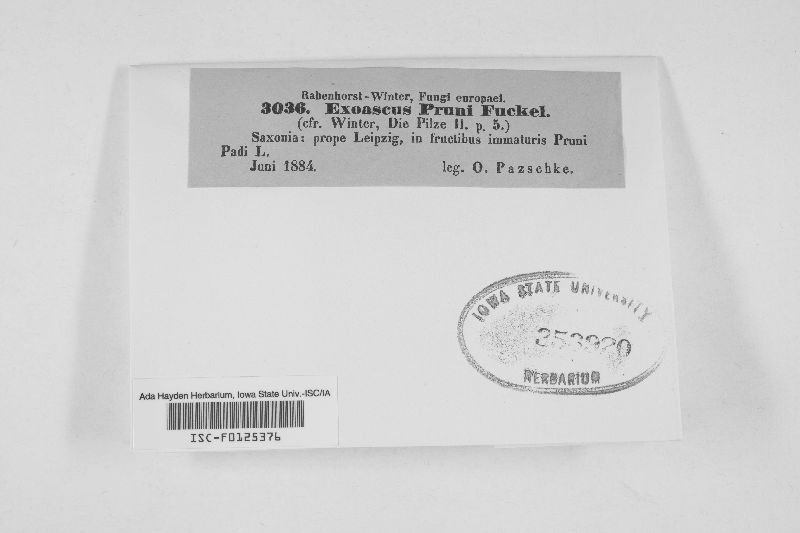 Rabenhorst-Winter, Fungi europaei.
3036. Exoascus Pruni Fuckel.
(cfr. Winter, Die Pilze II. p. 5.)
Saxonia: prope Leipzig, in fructibus immaturis Pruni
Padi L.
Juni 1884. leg. O. Pazschke.
IOWA STATE UNIVERSITY
353920
HERBARIUM
Ada Hayden Herbarium, Iowa State Univ.-ISC/IA
ISC-F0125376